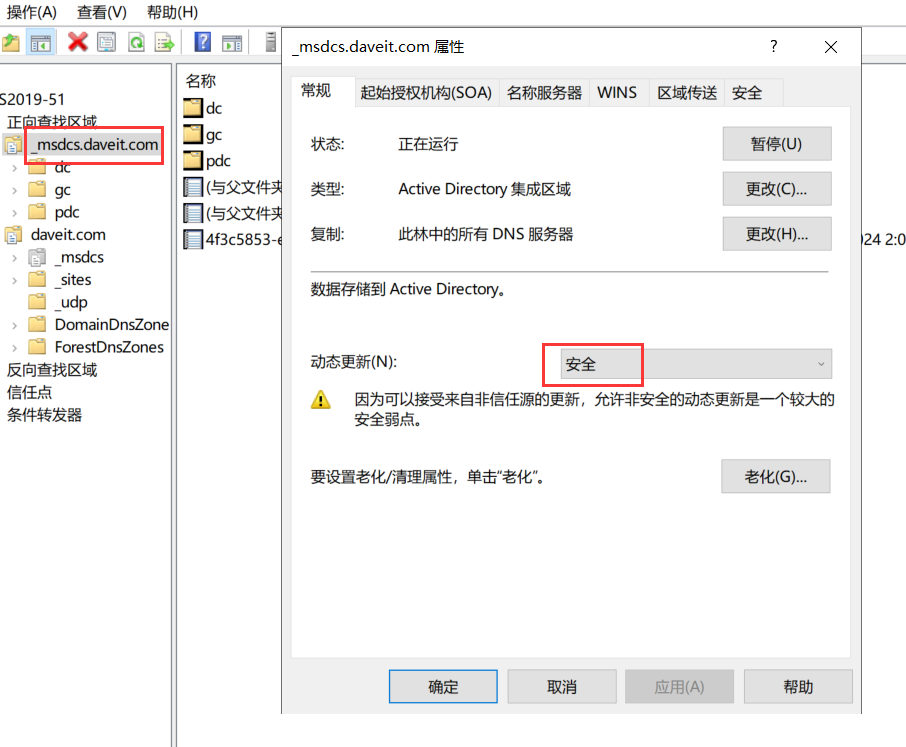 操作(A) 查看(V) 帮助(H)
S2019-51
正向查找区域
_msdcs.daveit.com
dc
gc
pdc
daveit.com
_msdcs
_sites
_udp
DomainDnsZone
ForestDnsZones
反向查找区域
信任点
条件转发器
名称
dc
gc
pdc
(与父文件夹
(与父文件夹
4f3c5853-e
024 2:0
_msdcs.daveit.com 属性
?
常规 起始授权机构(SOA) 名称服务器 WINS 区域传送 安全
状态: 正在运行 暂停(U)
类型: Active Directory 集成区域 更改(C)...
复制: 此林中的所有 DNS 服务器 更改(H)...
数据存储到 Active Directory。
动态更新(N): 安全
因为可以接受来自非信任源的更新，允许非安全的动态更新是一个较大的
安全弱点。
要设置老化/清理属性，单击“老化”。 老化(G)...
确定 取消 应用(A) 帮助